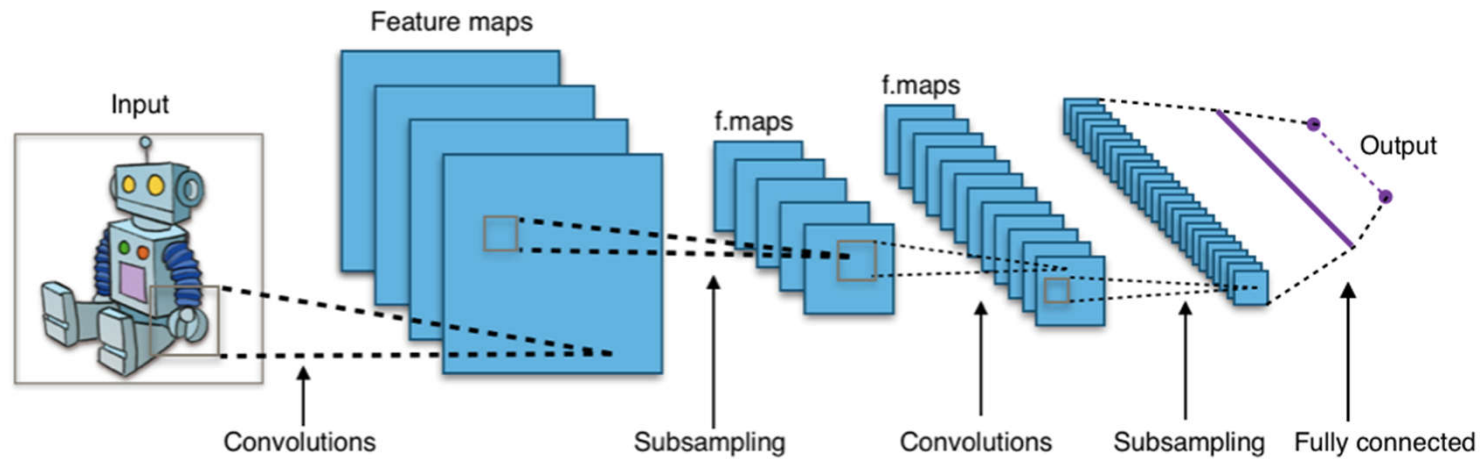 Feature maps
Input
f.maps
f.maps
Output
Convolutions
Subsampling
Convolutions
Subsampling
Fully connected